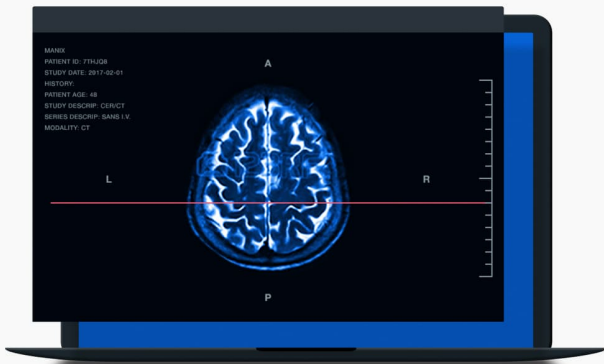 MANIX
PATIENT ID: 7THJQ8
STUDY DATE: 2017-02-01
HISTORY:
PATIENT AGE: 48
STUDY DESCRIP: CER/CT
SERIES DESCRIP: SANS I.V.
MODALITY: CT
A
L
R
P